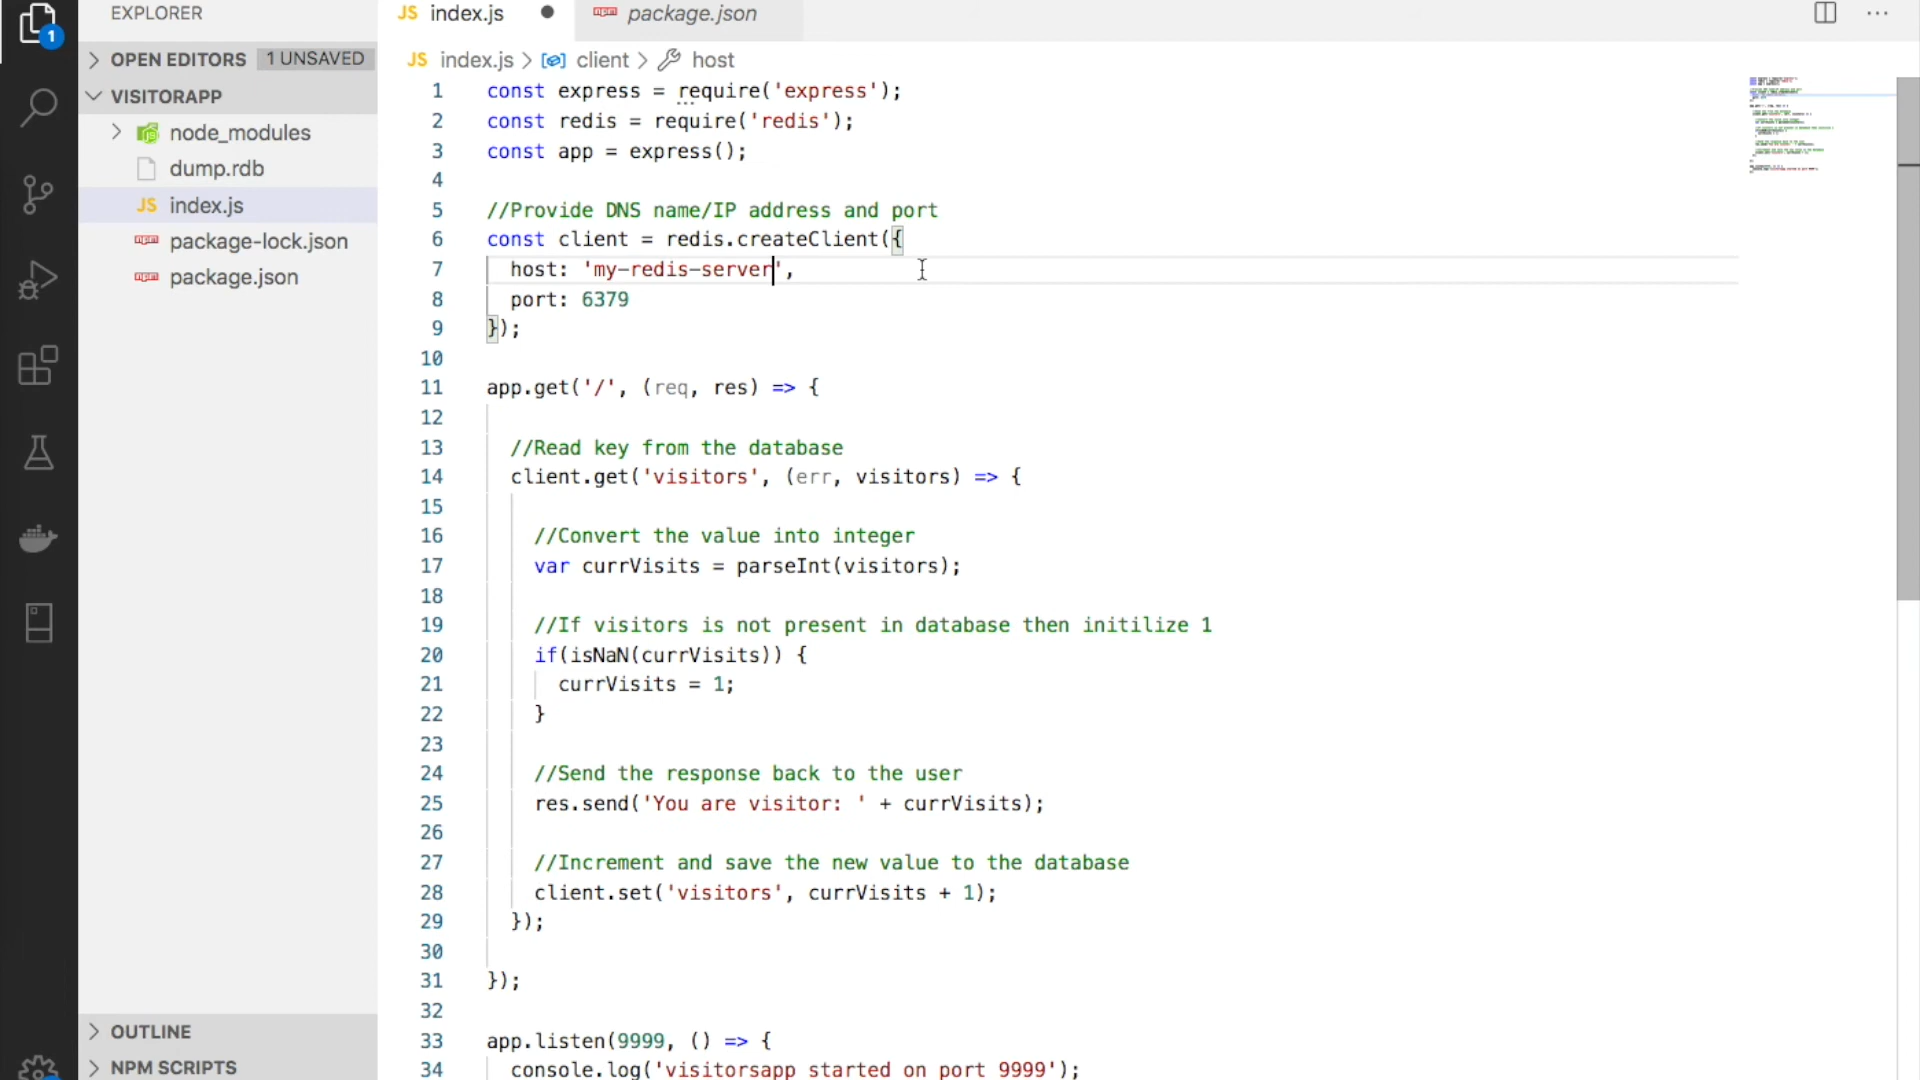 EXPLORER
OPEN EDITORS 1 UNSAVED
VISITORAPP
node_modules
dump.rdb
JS index.js
package-lock.json
package.json
OUTLINE
NPM SCRIPTS
1
JS index.js
package.json
JS index.js > client > host
1 const express = require('express');
2 const redis = require('redis');
3 const app = express();
4
5 //Provide DNS name/IP address and port
6 const client = redis.createClient({
7 host: 'my-redis-server',
8 port: 6379
9 });
10
11 app.get('/', (req, res) => {
12
13 //Read key from the database
14 client.get('visitors', (err, visitors) => {
15
16 //Convert the value into integer
17 var currVisits = parseInt(visitors);
18
19 //If visitors is not present in database then initilize 1
20 if(isNaN(currVisits)) {
21 currVisits = 1;
22 }
23
24 //Send the response back to the user
25 res.send('You are visitor: ' + currVisits);
26
27 //Increment and save the new value to the database
28 client.set('visitors', currVisits + 1);
29 });
30
31 });
32
33 app.listen(9999, () => {
34 console.log('visitorsapp started on port 9999');